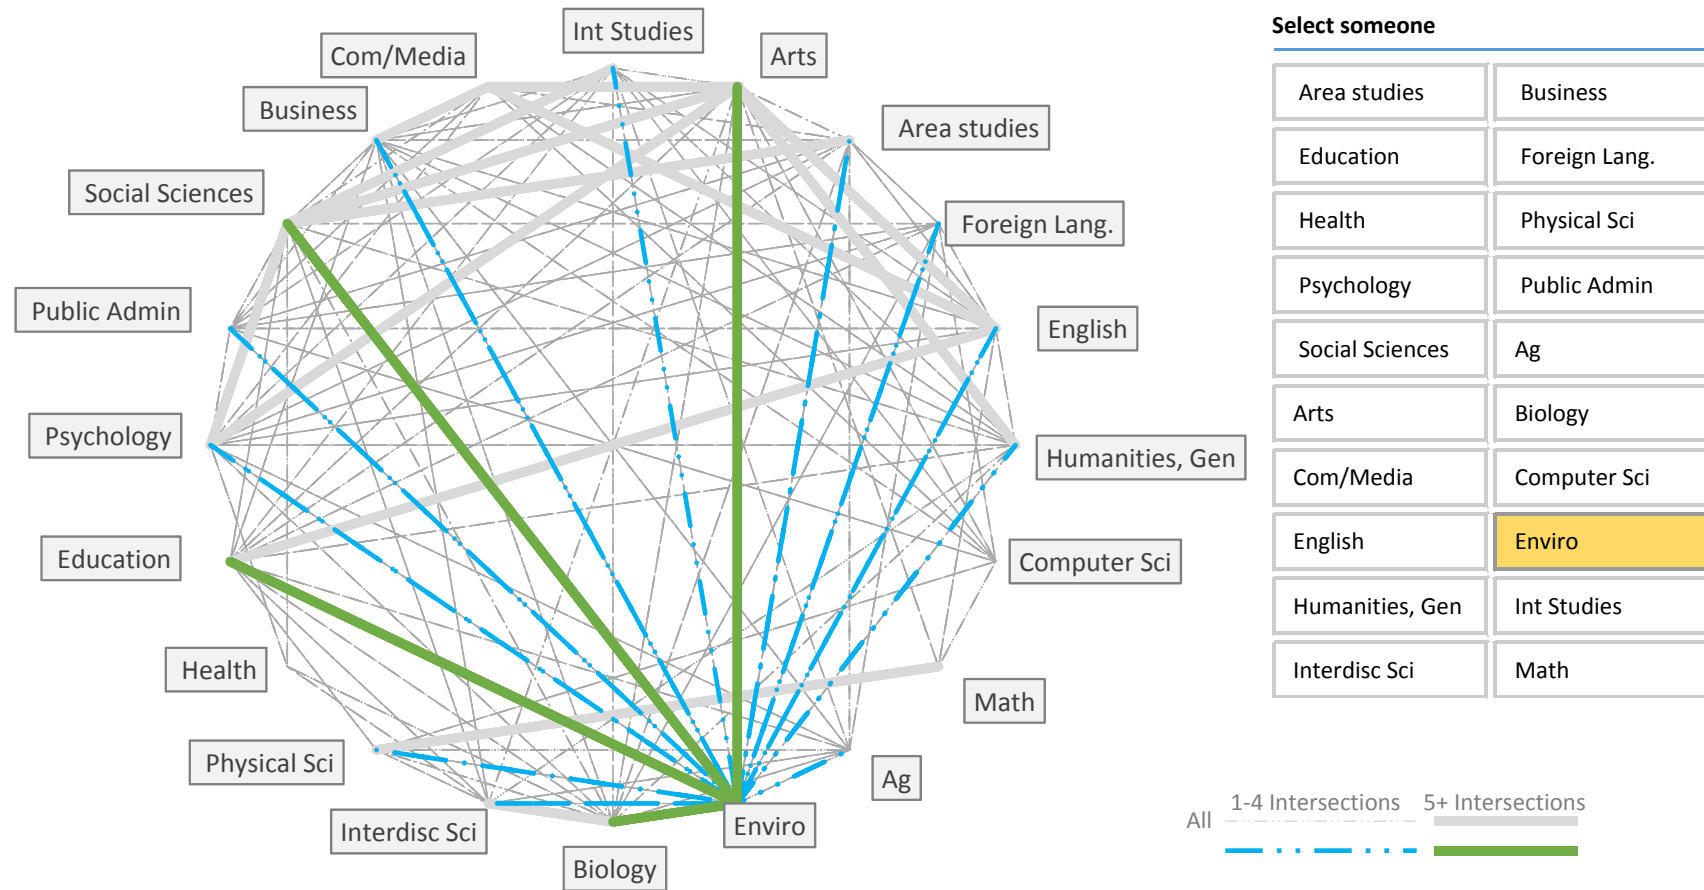 Int Studies
Com/Media
Arts
Business
Area studies
Social Sciences
Foreign Lang.
Public Admin
English
Psychology
Humanities, Gen
Education
Computer Sci
Health
Math
Physical Sci
Ag
Interdisc Sci
Enviro
Biology
Select someone
Area studies Business
Education Foreign Lang.
Health Physical Sci
Psychology Public Admin
Social Sciences Ag
Arts Biology
Com/Media Computer Sci
English Enviro
Humanities, Gen Int Studies
Interdisc Sci Math
1-4 Intersections 5+ Intersections
All